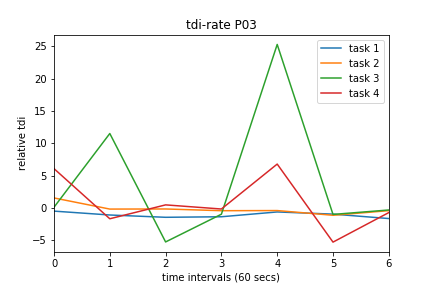 tdi-rate P03
25
20
15
10
5
0
−5
relative tdi
task 1
task 2
task 3
task 4
0 1 2 3 4 5 6
time intervals (60 secs)